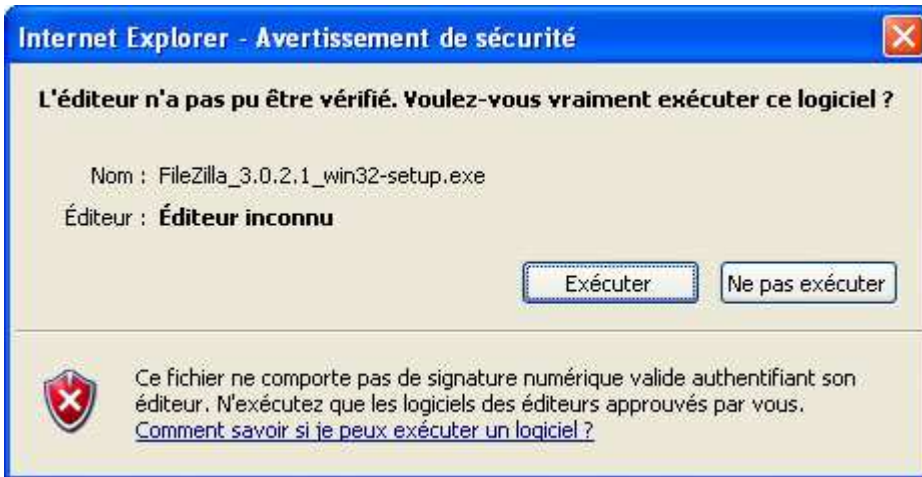 Internet Explorer - Avertissement de sécurité
L'éditeur n'a pas pu être vérifié. Voulez-vous vraiment exécuter ce logiciel ?
Nom : FileZilla_3.0.2.1_win32-setup.exe
Éditeur : Éditeur inconnu
Exécuter Ne pas exécuter
Ce fichier ne comporte pas de signature numérique valide authentifiant son
éditeur. N'exécutez que les logiciels des éditeurs approuvés par vous.
Comment savoir si je peux exécuter un logiciel ?